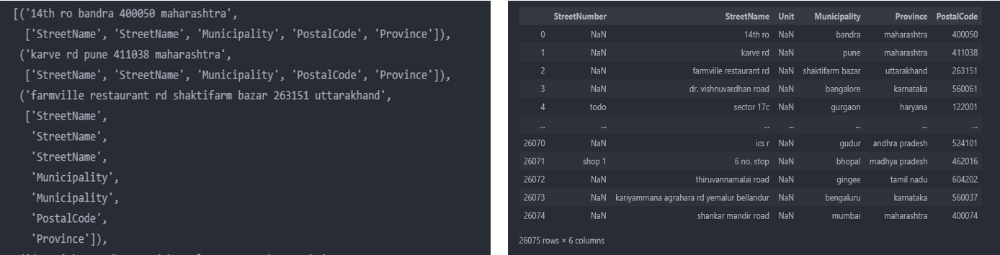 [('14th ro bandra 400050 maharashtra',
['StreetName', 'StreetName', 'Municipality', 'PostalCode', 'Province']),
('karve rd pune 411038 maharashtra',
['StreetName', 'StreetName', 'Municipality', 'PostalCode', 'Province']),
('farmville restaurant rd shaktifarm bazar 263151 uttarakhand',
['StreetName',
'StreetName',
'StreetName',
'Municipality',
'Municipality',
'PostalCode',
'Province']),
StreetNumber StreetName Unit Municipality Province PostalCode
0 NaN 14th ro NaN bandra maharashtra 400050
1 NaN karve rd NaN pune maharashtra 411038
2 NaN farmville restaurant rd NaN shaktifarm bazar uttarakhand 263151
3 NaN dr. vishnuvardhan road NaN bangalore karnataka 560061
4 todo sector 17c NaN gurgaon haryana 122001
... ... ... ... ... ... ...
26070 NaN ics r NaN gudur andhra pradesh 524101
26071 shop 1 6 no. stop NaN bhopal madhya pradesh 462016
26072 NaN thiruvannamalai road NaN gingee tamil nadu 604202
26073 NaN kariyammana agrahara rd yemalur bellandur NaN bengaluru karnataka 560037
26074 NaN shankar mandir road NaN mumbai maharashtra 400074
26075 rows × 6 columns